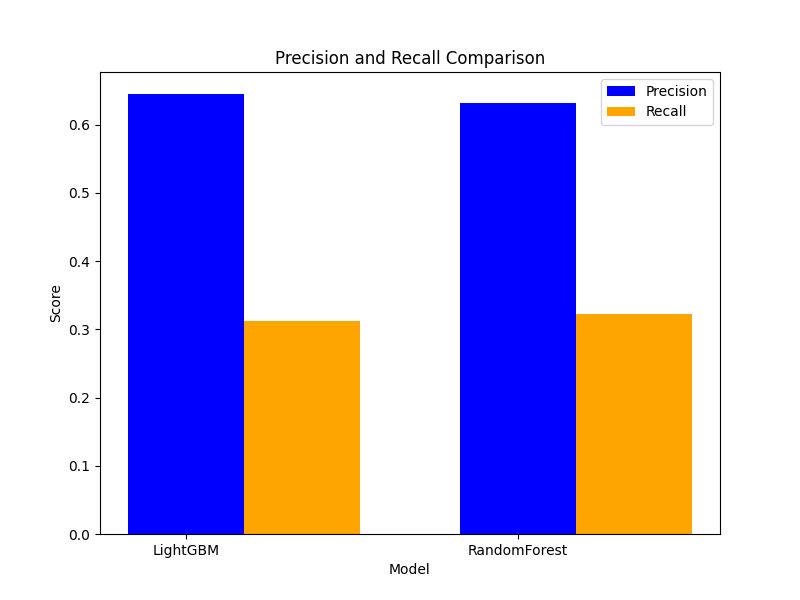 Precision and Recall Comparison
Precision
Recall
0.6
0.5
0.4
0.3
0.2
0.1
0.0
Score
LightGBM
RandomForest
Model